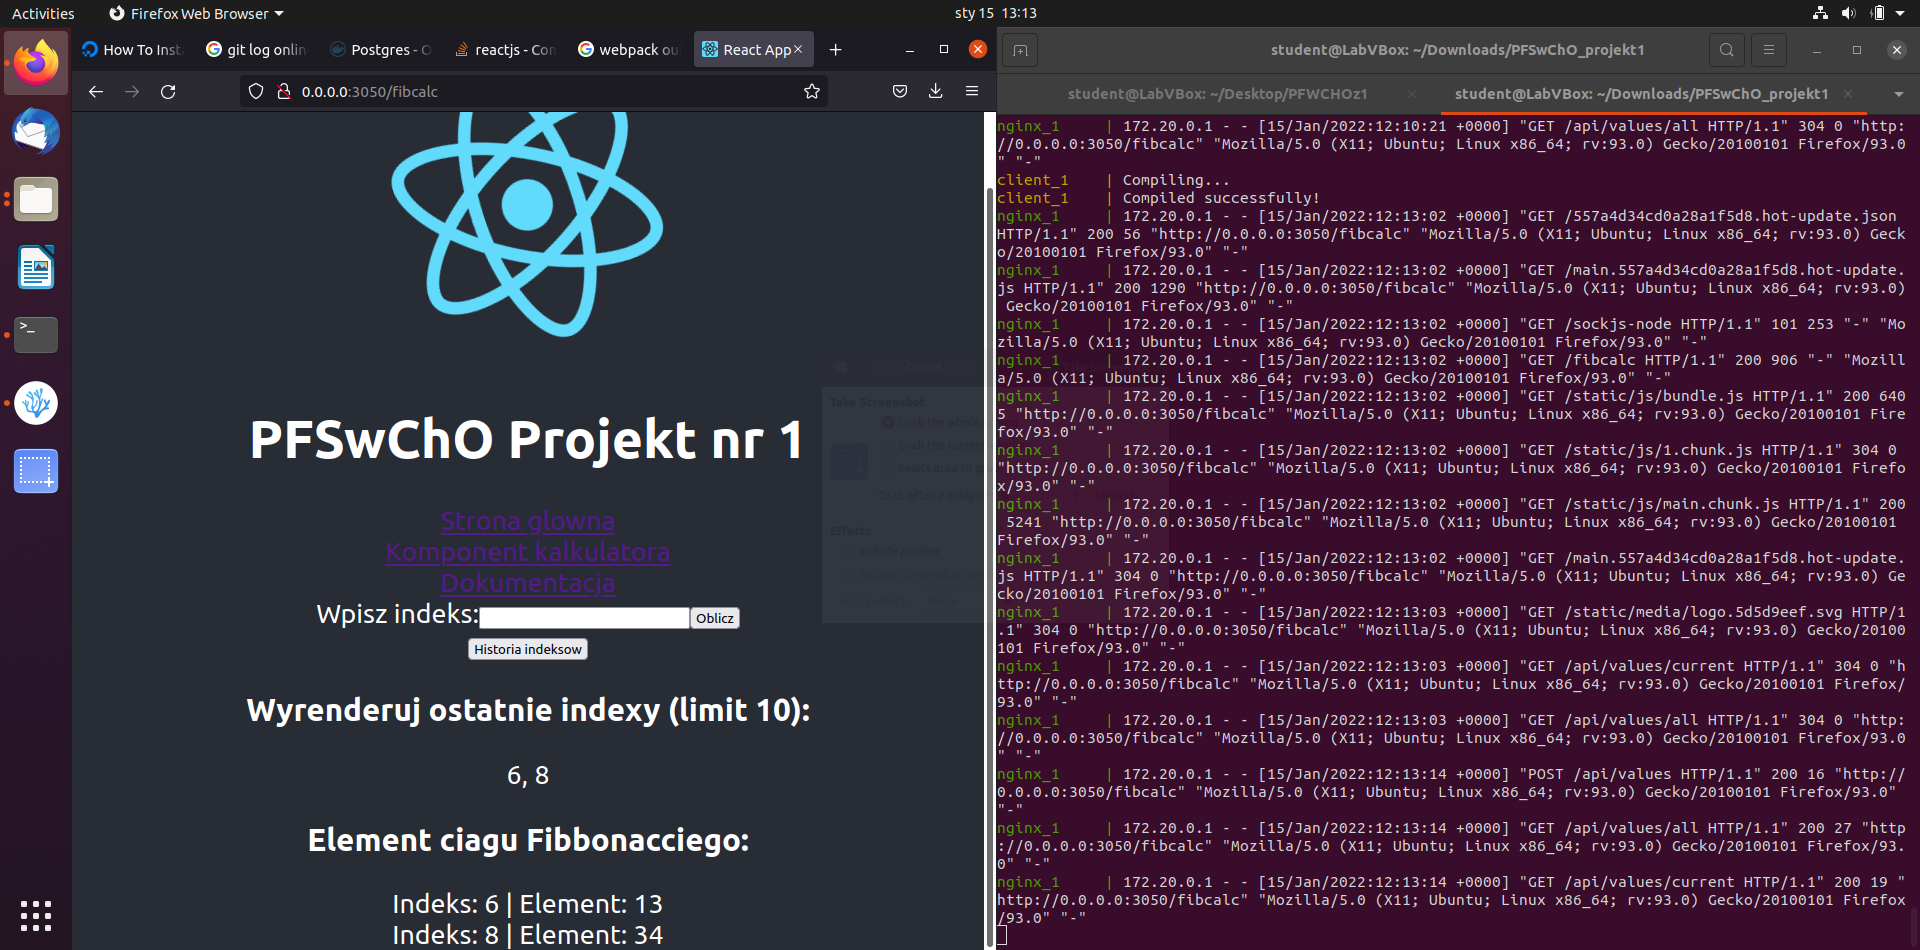 Activities
Firefox Web Browser
sty 15 13:13
How To Inst
git log onlin
Postgres - O
reactjs - Con
webpack ou
React App
0.0.0.0:3050/fibcalc
PFSwChO Projekt nr 1
Strona glowna
Komponent kalkulatora
Dokumentacja
Wpisz indeks:
Oblicz
Historia indeksow
Wyrenderuj ostatnie indexy (limit 10):
6, 8
Element ciagu Fibbonacciego:
Indeks: 6 | Element: 13
Indeks: 8 | Element: 34
Cancel
Take Screenshot
Grab the whole
Grab the curren
Select area to g
Grab after a delay o
Effects
Include pointer
student@LabVBox: ~/Downloads/PFSwChO_projekt1
student@LabVBox: ~/Desktop/PFWCHOz1
student@LabVBox: ~/Downloads/PFSwChO_projekt1
nginx_1     | 172.20.0.1 - - [15/Jan/2022:12:10:21 +0000] "GET /api/values/all HTTP/1.1" 304 0 "http:
//0.0.0.0:3050/fibcalc" "Mozilla/5.0 (X11; Ubuntu; Linux x86_64; rv:93.0) Gecko/20100101 Firefox/93.0
" "-"
client_1    | Compiling...
client_1    | Compiled successfully!
nginx_1     | 172.20.0.1 - - [15/Jan/2022:12:13:02 +0000] "GET /557a4d34cd0a28a1f5d8.hot-update.json
HTTP/1.1" 200 56 "http://0.0.0.0:3050/fibcalc" "Mozilla/5.0 (X11; Ubuntu; Linux x86_64; rv:93.0) Geck
o/20100101 Firefox/93.0" "-"
nginx_1     | 172.20.0.1 - - [15/Jan/2022:12:13:02 +0000] "GET /main.557a4d34cd0a28a1f5d8.hot-update.
js HTTP/1.1" 200 1290 "http://0.0.0.0:3050/fibcalc" "Mozilla/5.0 (X11; Ubuntu; Linux x86_64; rv:93.0)
 Gecko/20100101 Firefox/93.0" "-"
nginx_1     | 172.20.0.1 - - [15/Jan/2022:12:13:02 +0000] "GET /sockjs-node HTTP/1.1" 101 253 "-" "Mo
zilla/5.0 (X11; Ubuntu; Linux x86_64; rv:93.0) Gecko/20100101 Firefox/93.0" "-"
nginx_1     | 172.20.0.1 - - [15/Jan/2022:12:13:02 +0000] "GET /fibcalc HTTP/1.1" 200 906 "-" "Mozill
a/5.0 (X11; Ubuntu; Linux x86_64; rv:93.0) Gecko/20100101 Firefox/93.0" "-"
nginx_1     | 172.20.0.1 - - [15/Jan/2022:12:13:02 +0000] "GET /static/js/bundle.js HTTP/1.1" 200 640
5 "http://0.0.0.0:3050/fibcalc" "Mozilla/5.0 (X11; Ubuntu; Linux x86_64; rv:93.0) Gecko/20100101 Fire
fox/93.0" "-"
nginx_1     | 172.20.0.1 - - [15/Jan/2022:12:13:02 +0000] "GET /static/js/1.chunk.js HTTP/1.1" 304 0
"http://0.0.0.0:3050/fibcalc" "Mozilla/5.0 (X11; Ubuntu; Linux x86_64; rv:93.0) Gecko/20100101 Firefo
x/93.0" "-"
nginx_1     | 172.20.0.1 - - [15/Jan/2022:12:13:02 +0000] "GET /static/js/main.chunk.js HTTP/1.1" 200
 5241 "http://0.0.0.0:3050/fibcalc" "Mozilla/5.0 (X11; Ubuntu; Linux x86_64; rv:93.0) Gecko/20100101
Firefox/93.0" "-"
nginx_1     | 172.20.0.1 - - [15/Jan/2022:12:13:02 +0000] "GET /main.557a4d34cd0a28a1f5d8.hot-update.
js HTTP/1.1" 304 0 "http://0.0.0.0:3050/fibcalc" "Mozilla/5.0 (X11; Ubuntu; Linux x86_64; rv:93.0) Ge
cko/20100101 Firefox/93.0" "-"
nginx_1     | 172.20.0.1 - - [15/Jan/2022:12:13:03 +0000] "GET /static/media/logo.5d5d9eef.svg HTTP/1
.1" 304 0 "http://0.0.0.0:3050/fibcalc" "Mozilla/5.0 (X11; Ubuntu; Linux x86_64; rv:93.0) Gecko/20100
101 Firefox/93.0" "-"
nginx_1     | 172.20.0.1 - - [15/Jan/2022:12:13:03 +0000] "GET /api/values/current HTTP/1.1" 304 0 "h
ttp://0.0.0.0:3050/fibcalc" "Mozilla/5.0 (X11; Ubuntu; Linux x86_64; rv:93.0) Gecko/20100101 Firefox/
93.0" "-"
nginx_1     | 172.20.0.1 - - [15/Jan/2022:12:13:03 +0000] "GET /api/values/all HTTP/1.1" 304 0 "http:
//0.0.0.0:3050/fibcalc" "Mozilla/5.0 (X11; Ubuntu; Linux x86_64; rv:93.0) Gecko/20100101 Firefox/93.0
" "-"
nginx_1     | 172.20.0.1 - - [15/Jan/2022:12:13:14 +0000] "POST /api/values HTTP/1.1" 200 16 "http://
0.0.0.0:3050/fibcalc" "Mozilla/5.0 (X11; Ubuntu; Linux x86_64; rv:93.0) Gecko/20100101 Firefox/93.0"
"-"
nginx_1     | 172.20.0.1 - - [15/Jan/2022:12:13:14 +0000] "GET /api/values/all HTTP/1.1" 200 27 "http
://0.0.0.0:3050/fibcalc" "Mozilla/5.0 (X11; Ubuntu; Linux x86_64; rv:93.0) Gecko/20100101 Firefox/93.
0" "-"
nginx_1     | 172.20.0.1 - - [15/Jan/2022:12:13:14 +0000] "GET /api/values/current HTTP/1.1" 200 19 "
http://0.0.0.0:3050/fibcalc" "Mozilla/5.0 (X11; Ubuntu; Linux x86_64; rv:93.0) Gecko/20100101 Firefox
/93.0" "-"